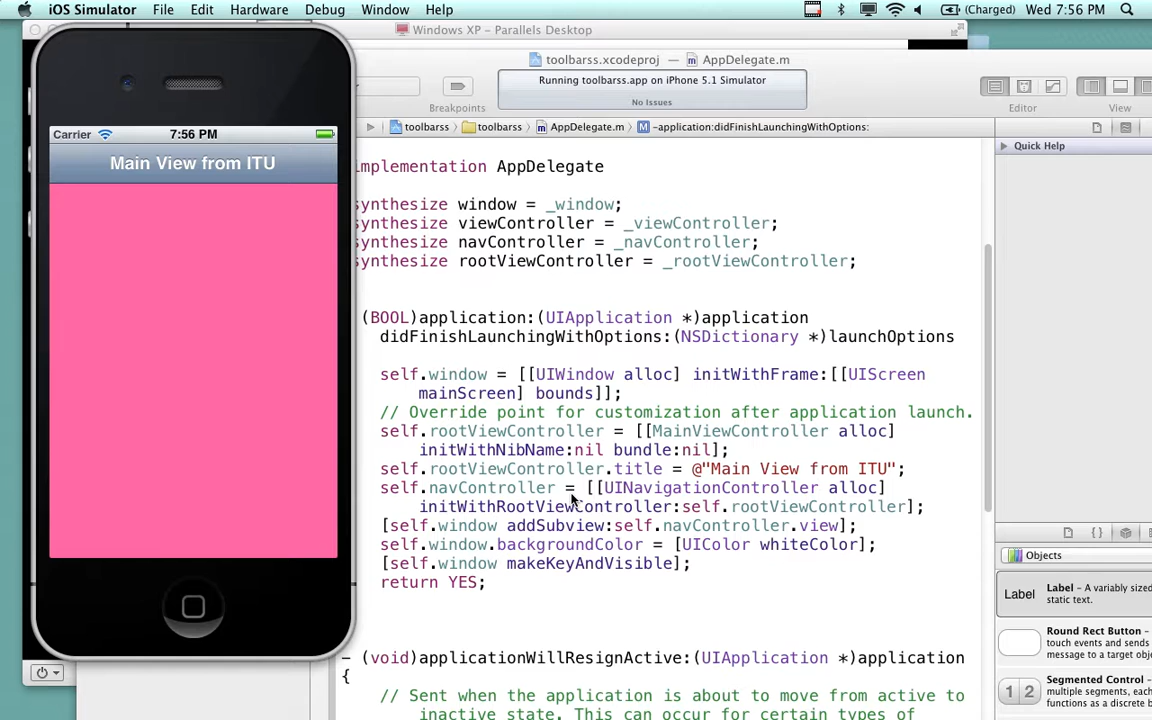 iOS Simulator File Edit Hardware Debug Window Help (Charged) Wed 7:56 PM
Windows XP - Parallels Desktop
toolbarss.xcodeproj AppDelegate.m
Running toolbarss.app on iPhone 5.1 Simulator
No Issues
Breakpoints
Editor
View
toolbarss toolbarss AppDelegate.m M -application:didFinishLaunchingWithOptions:
Quick Help
Carrier 7:56 PM
Main View from ITU
implementation AppDelegate
synthesize window = _window;
synthesize viewController = _viewController;
synthesize navController = _navController;
synthesize rootViewController = _rootViewController;
(BOOL)application:(UIApplication *)application
didFinishLaunchingWithOptions:(NSDictionary *)launchOptions
self.window = [[UIWindow alloc] initWithFrame:[[UIScreen
mainScreen] bounds]];
// Override point for customization after application launch.
self.rootViewController = [[MainViewController alloc]
initWithNibName:nil bundle:nil];
self.rootViewController.title = @"Main View from ITU";
self.navController = [[UINavigationController alloc]
initWithRootViewController:self.rootViewController];
[self.window addSubview:self.navController.view];
self.window.backgroundColor = [UIColor whiteColor];
[self.window makeKeyAndVisible];
return YES;
- (void)applicationWillResignActive:(UIApplication *)application
{
// Sent when the application is about to move from active to
inactive state. This can occur for certain types of
{ }
Objects
Label
Label - A variably sized
static text.
Round Rect Button -
touch events and sends
message to a target obje
1 2
Segmented Control -
multiple segments, each
functions as a discrete b